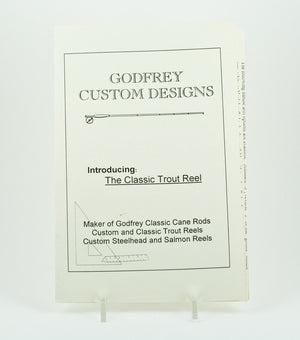 GODFREY
CUSTOM DESIGNS
Introducing:
The Classic Trout Reel
Maker of Godfrey Classic Cane Rods
Custom and Classic Trout Reels
Custom Steelhead and Salmon Reels